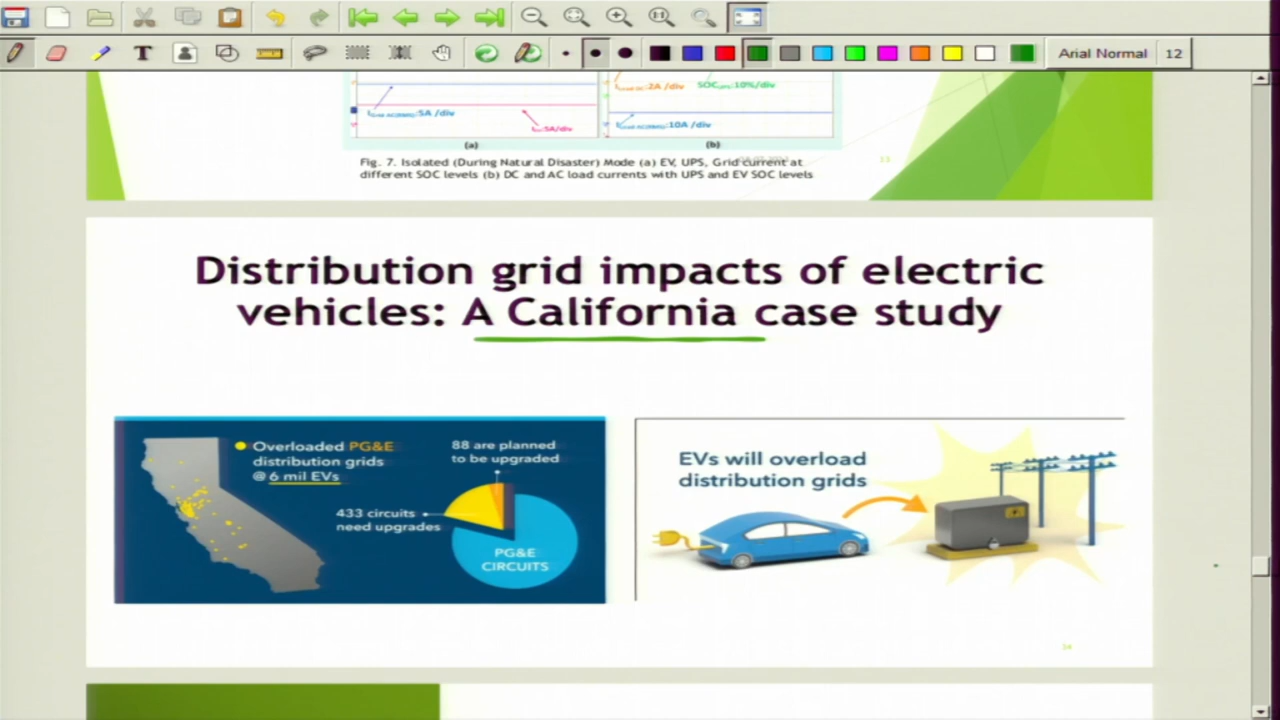 Arial Normal 12
:5A /div
:5A/div
:2A /div
:10%/div
:10A /div
(a)
(b)
Fig. 7. Isolated (During Natural Disaster) Mode (a) EV, UPS, Grid current at
different SOC levels (b) DC and AC load currents with UPS and EV SOC levels
Distribution grid impacts of electric
vehicles: A California case study
Overloaded PG&E
distribution grids
@ 6 mil EVs
88 are planned
to be upgraded
433 circuits
need upgrades
PG&E
CIRCUITS
EVs will overload
distribution grids